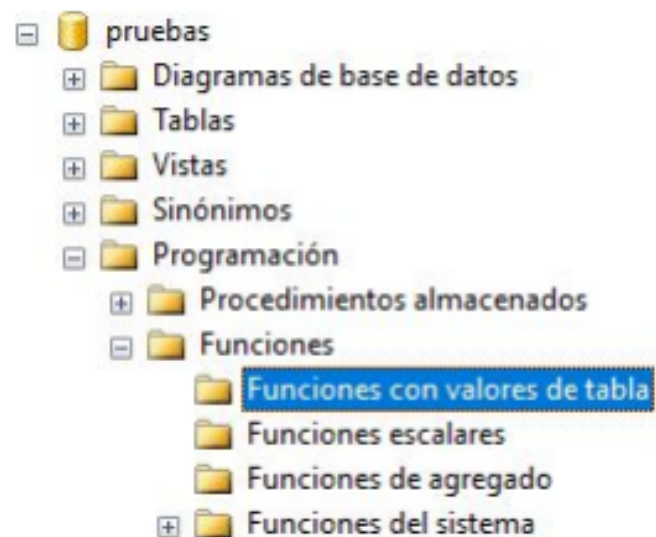 pruebas
Diagramas de base de datos
Tablas
Vistas
Sinónimos
Programación
Procedimientos almacenados
Funciones
Funciones con valores de tabla
Funciones escalares
Funciones de agregado
Funciones del sistema